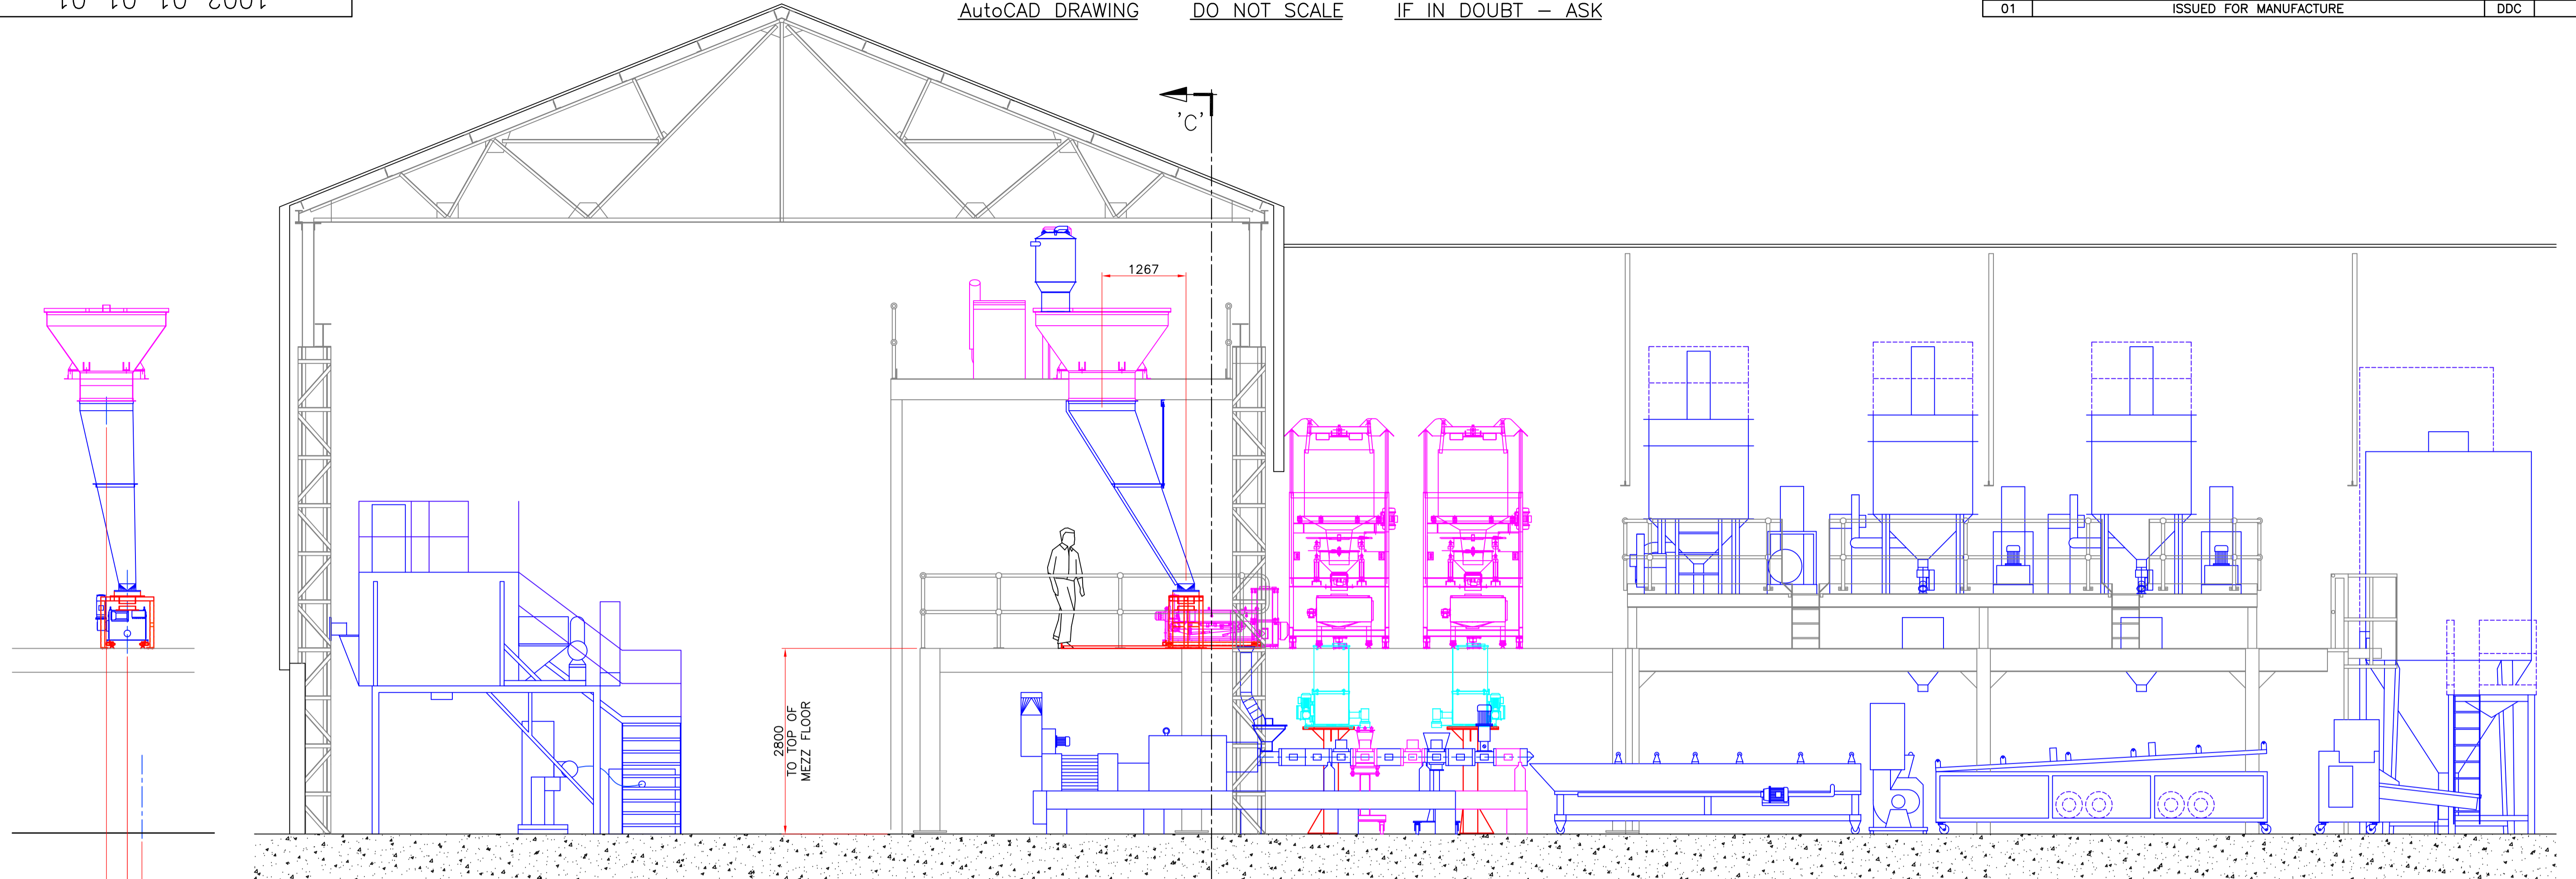 AutoCAD DRAWING DO NOT SCALE IF IN DOUBT – ASK
01 ISSUED FOR MANUFACTURE DDC
'C'
1267
2800
TO TOP OF
MEZZ FLOOR